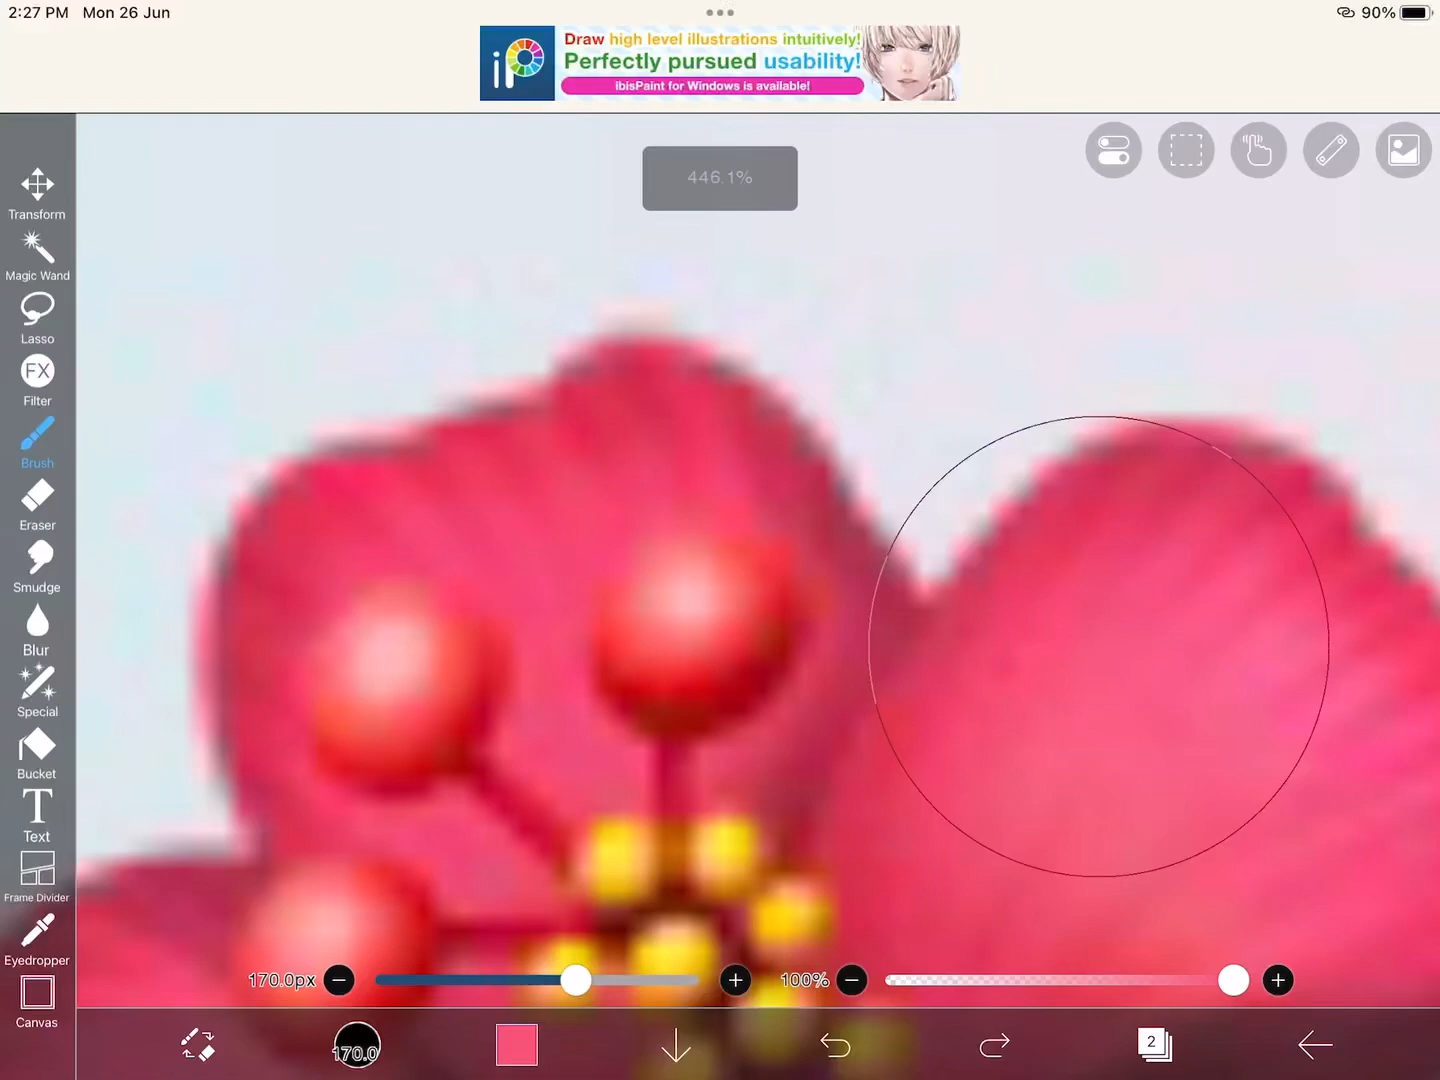 2:27 PM Mon 26 Jun
90%
iP
Draw high level illustrations intuitively!
Perfectly pursued usability!
ibisPaint for Windows is available!
446.1%
Transform
Magic Wand
Lasso
FX
Filter
Brush
Eraser
Smudge
Blur
Special
Bucket
T
Text
Frame Divider
Eyedropper
Canvas
170.0px
100%
170.0
2